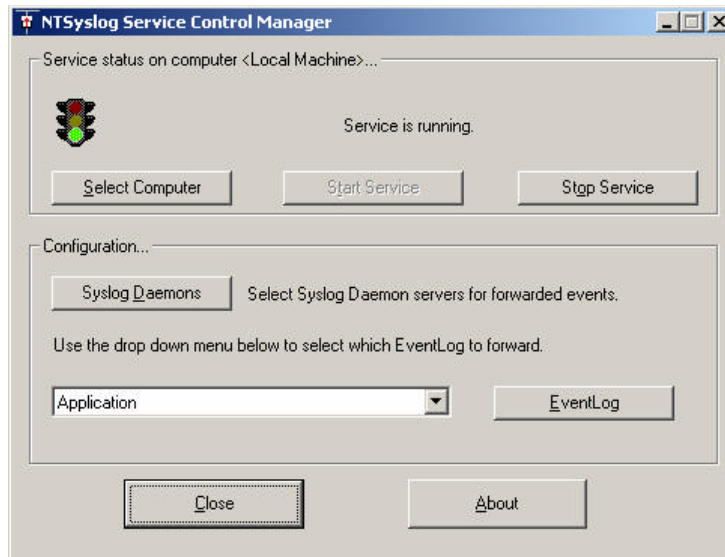 NTSyslog Service Control Manager
Service status on computer <Local Machine>...
Service is running.
Select Computer
Start Service
Stop Service
Configuration...
Syslog Daemons
Select Syslog Daemon servers for forwarded events.
Use the drop down menu below to select which EventLog to forward.
Application
EventLog
Close
About